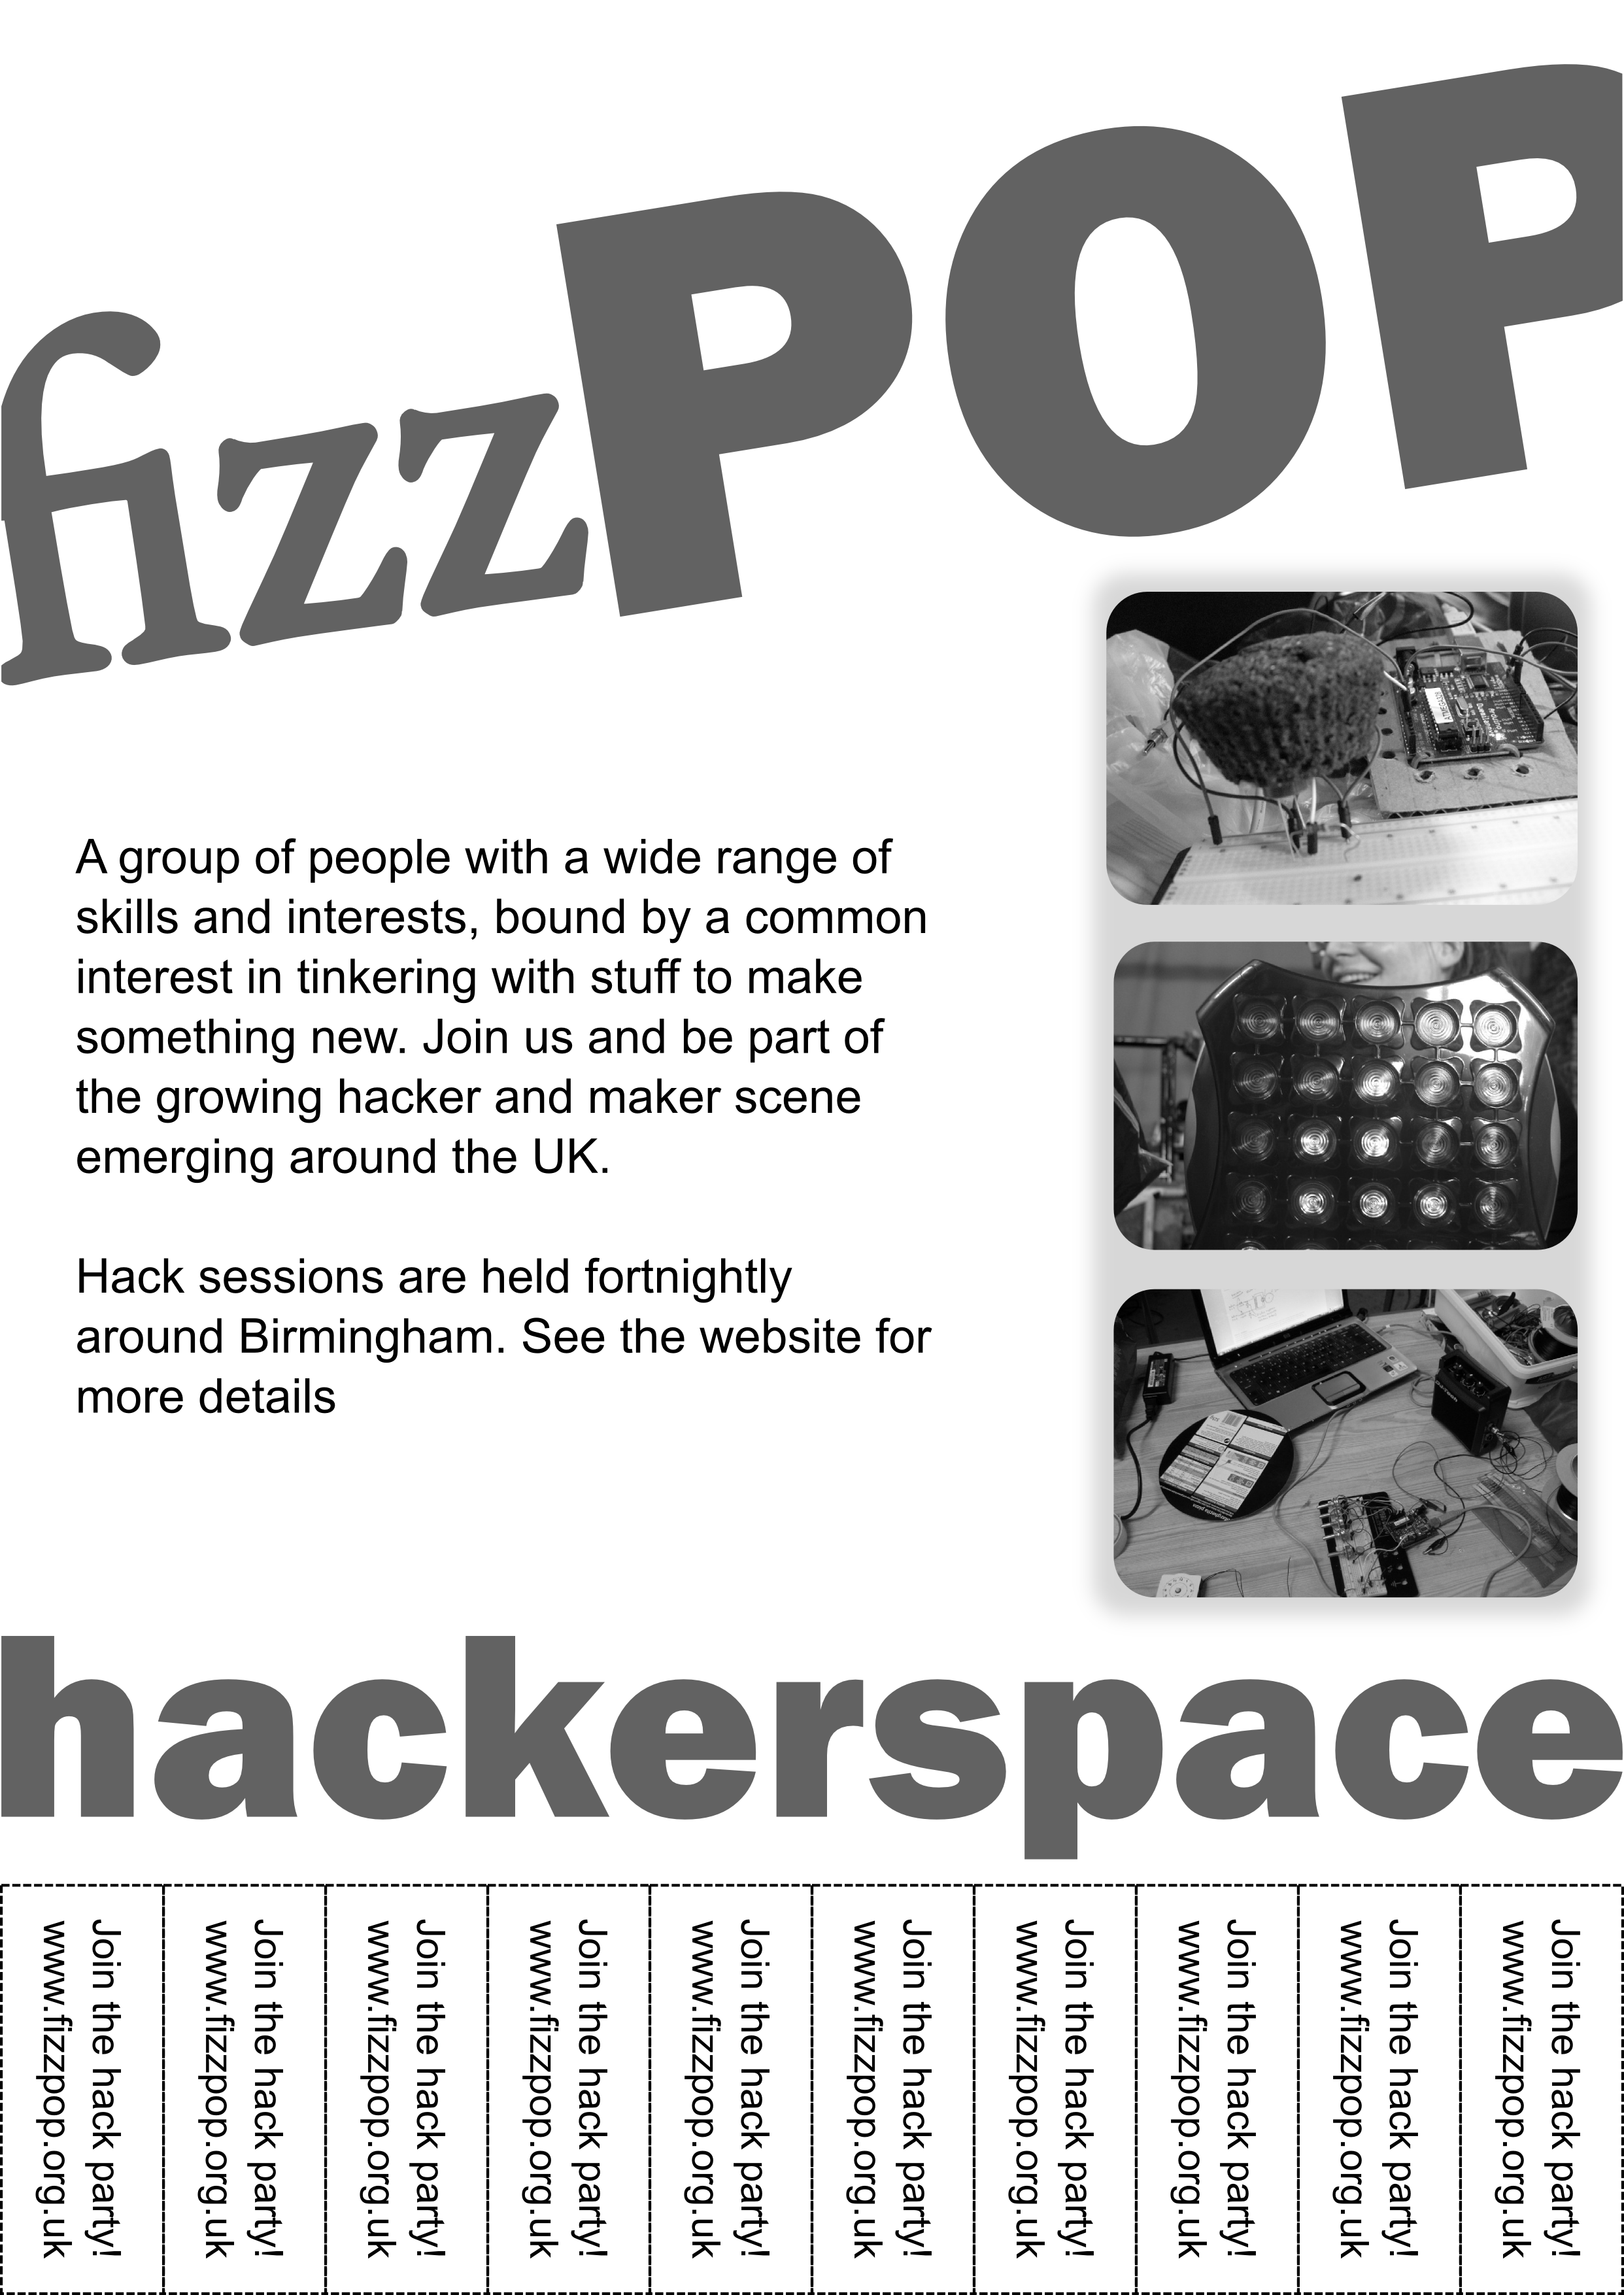 fizzPOP
A group of people with a wide range of
skills and interests, bound by a common
interest in tinkering with stuff to make
something new. Join us and be part of
the growing hacker and maker scene
emerging around the UK.
Hack sessions are held fortnightly
around Birmingham. See the website for
more details
hackerspace
Join the hack party!
www.fizzpop.org.uk
Join the hack party!
www.fizzpop.org.uk
Join the hack party!
www.fizzpop.org.uk
Join the hack party!
www.fizzpop.org.uk
Join the hack party!
www.fizzpop.org.uk
Join the hack party!
www.fizzpop.org.uk
Join the hack party!
www.fizzpop.org.uk
Join the hack party!
www.fizzpop.org.uk
Join the hack party!
www.fizzpop.org.uk
Join the hack party!
www.fizzpop.org.uk